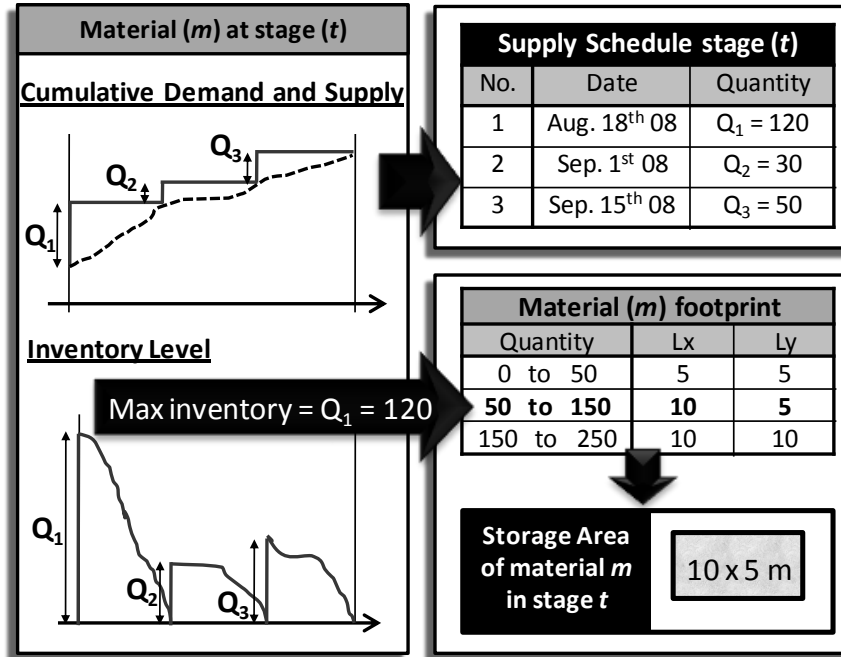 Material (m) at stage (t)
Cumulative Demand and Supply
Q1
Q2
Q3
Inventory Level
Max inventory = Q1 = 120
Q1
Q2
Q3
Supply Schedule stage (t)
No. Date Quantity
1 Aug. 18th 08 Q1 = 120
2 Sep. 1st 08 Q2 = 30
3 Sep. 15th 08 Q3 = 50
Material (m) footprint
Quantity Lx Ly
0 to 50 5 5
50 to 150 10 5
150 to 250 10 10
Storage Area
of material m
in stage t
10 x 5 m